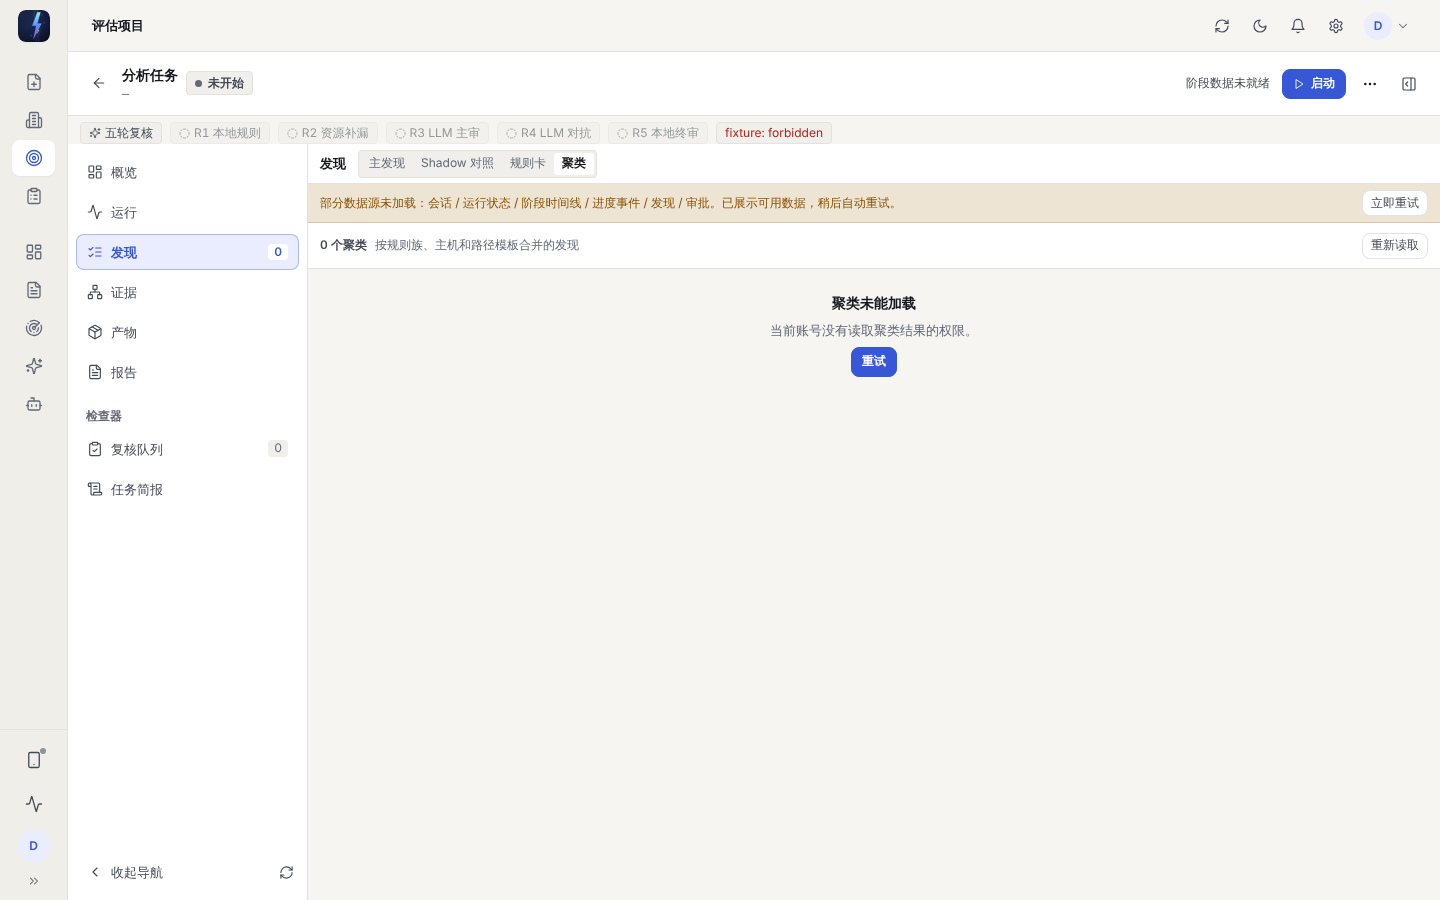 评估项目
D
分析任务
—
未开始
阶段数据未就绪
启动
五轮复核
R1 本地规则
R2 资源补漏
R3 LLM 主审
R4 LLM 对抗
R5 本地终审
fixture: forbidden
概览
运行
发现 0
证据
产物
报告
检查器
复核队列 0
任务简报
收起导航
发现
主发现
Shadow 对照
规则卡
聚类
部分数据源未加载：会话 / 运行状态 / 阶段时间线 / 进度事件 / 发现 / 审批。已展示可用数据，稍后自动重试。
立即重试
0 个聚类 按规则族、主机和路径模板合并的发现
重新读取
聚类未能加载
当前账号没有读取聚类结果的权限。
重试
D